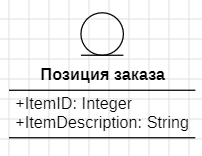 Позиция заказа
+ItemID: Integer
+ItemDescription: String